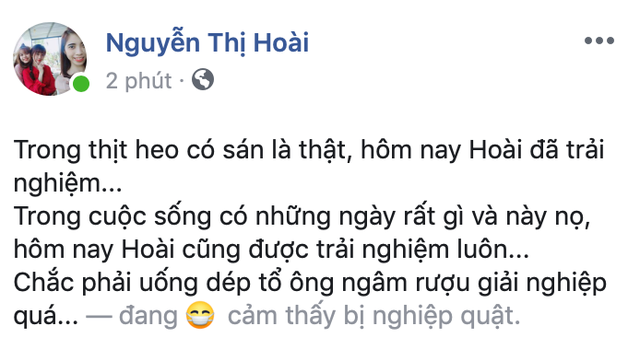 Nguyễn Thị Hoài
2 phút ·
Trong thịt heo có sán là thật, hôm nay Hoài đã trải
nghiệm...
Trong cuộc sống có những ngày rất gì và này nọ,
hôm nay Hoài cũng được trải nghiệm luôn...
Chắc phải uống dép tổ ông ngâm rượu giải nghiệp
quá... — đang 😷 cảm thấy bị nghiệp quật.